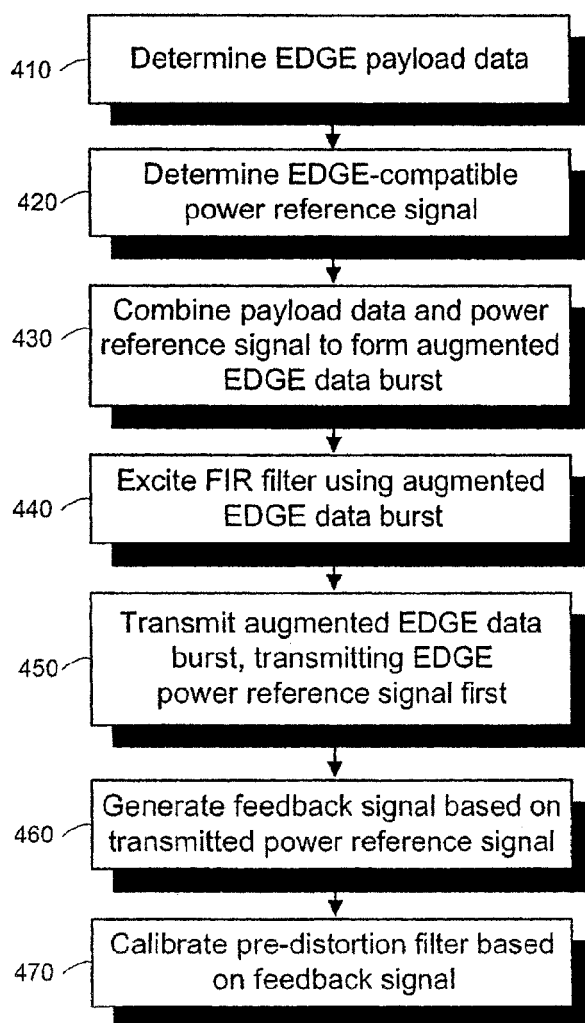 410
Determine EDGE payload data
420
Determine EDGE-compatible
power reference signal
430
Combine payload data and power
reference signal to form augmented
EDGE data burst
440
Excite FIR filter using augmented
EDGE data burst
450
Transmit augmented EDGE data
burst, transmitting EDGE
power reference signal first
460
Generate feedback signal based on
transmitted power reference signal
470
Calibrate pre-distortion filter based
on feedback signal